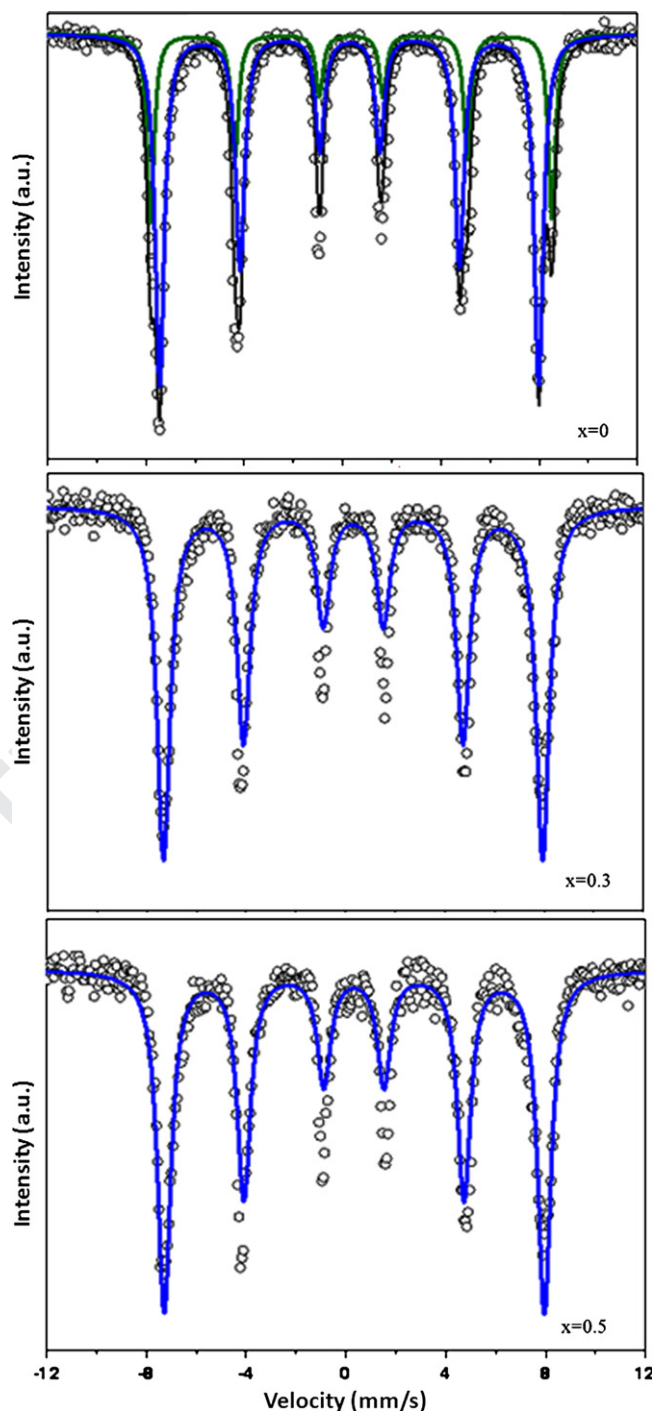 Intensity (a.u.)
x=0
Intensity (a.u.)
x=0.3
Intensity (a.u.)
x=0.5
-12 -8 -4 0 4 8 12
Velocity (mm/s)